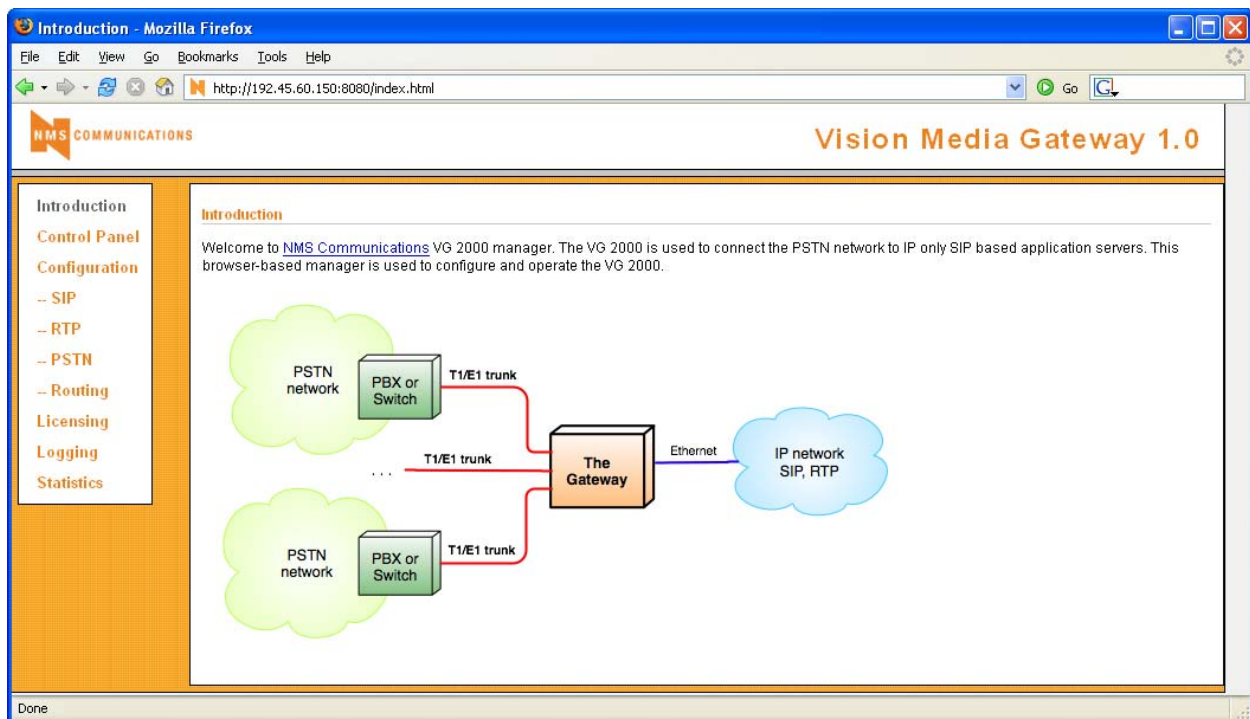 Introduction - Mozilla Firefox
File Edit View Go Bookmarks Tools Help
http://192.45.60.150:8080/index.html
Go
G
NMS COMMUNICATIONS
Vision Media Gateway 1.0
Introduction
Control Panel
Configuration
-- SIP
-- RTP
-- PSTN
-- Routing
Licensing
Logging
Statistics
Introduction
Welcome to NMS Communications VG 2000 manager. The VG 2000 is used to connect the PSTN network to IP only SIP based application servers. This
browser-based manager is used to configure and operate the VG 2000.
PSTN
network
PBX or
Switch
T1/E1 trunk
. . .
T1/E1 trunk
The
Gateway
Ethernet
IP network
SIP, RTP
PSTN
network
PBX or
Switch
T1/E1 trunk
Done